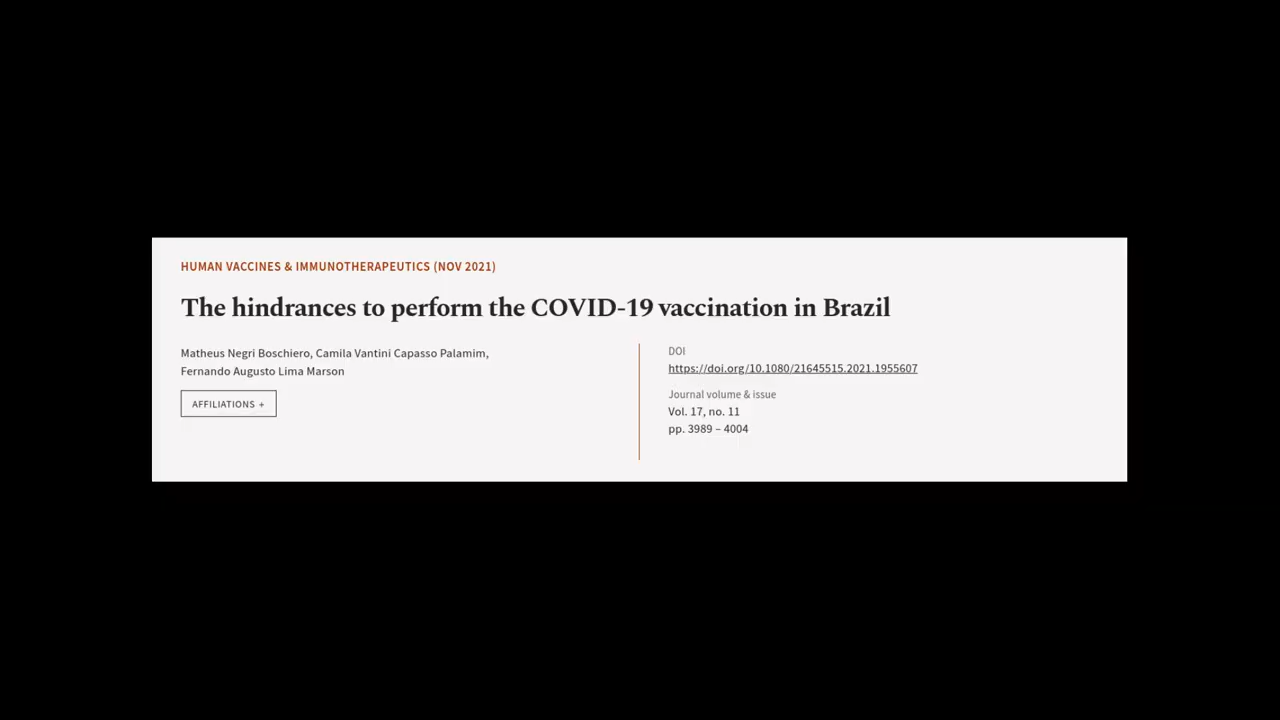 HUMAN VACCINES & IMMUNOTHERAPEUTICS (NOV 2021)
The hindrances to perform the COVID-19 vaccination in Brazil
Matheus Negri Boschiero, Camila Vantini Capasso Palamim,
Fernando Augusto Lima Marson
AFFILIATIONS +
DOI
https://doi.org/10.1080/21645515.2021.1955607
Journal volume & issue
Vol. 17, no. 11
pp. 3989 – 4004